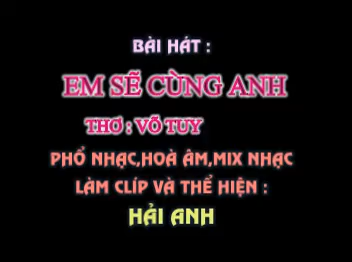 BÀI HÁT :
EM SẼ CÙNG ANH
THƠ : VÕ TUY
PHỔ NHẠC,HOÀ ÂM,MIX NHẠC
LÀM CLÍP VÀ THỂ HIỆN :
HẢI ANH